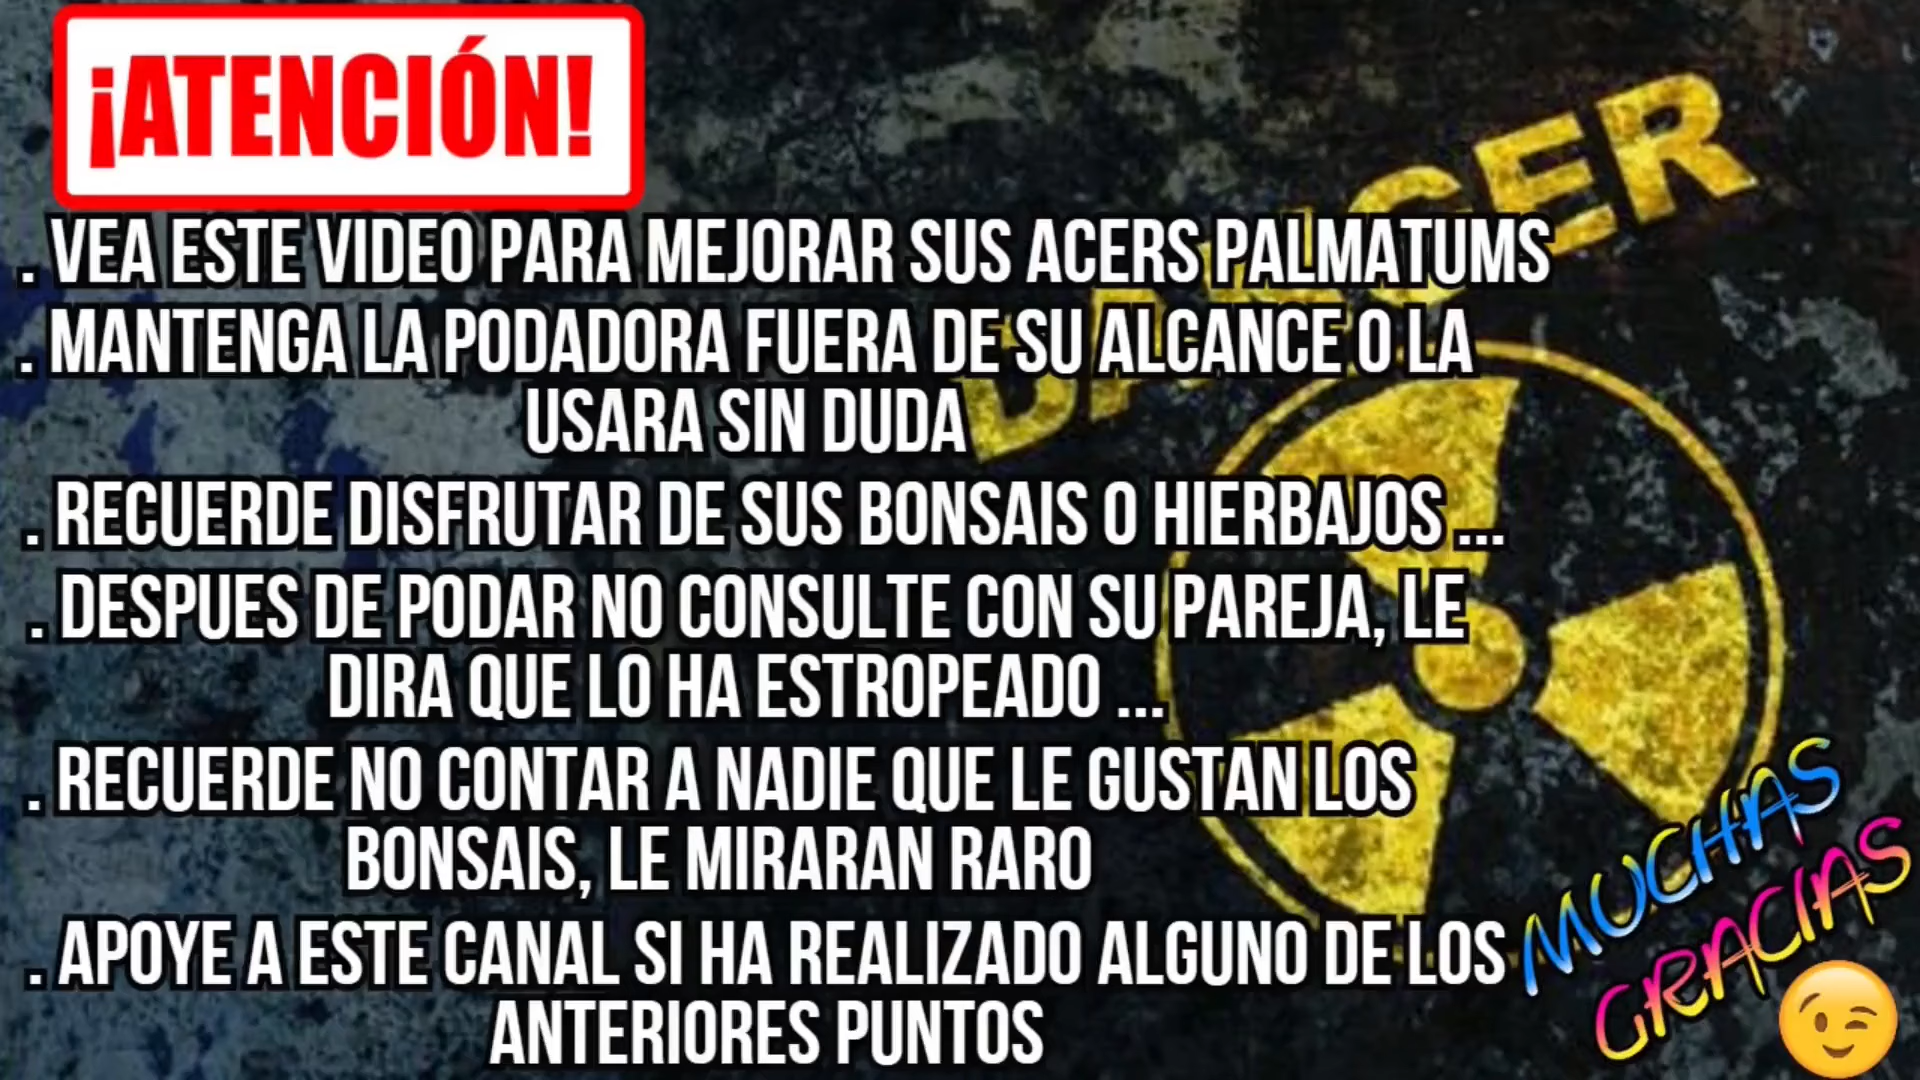 ¡ATENCIÓN!
DANGER
. VEA ESTE VIDEO PARA MEJORAR SUS ACERS PALMATUMS
. MANTENGA LA PODADORA FUERA DE SU ALCANCE O LA
USARA SIN DUDA
. RECUERDE DISFRUTAR DE SUS BONSAIS O HIERBAJOS ...
. DESPUES DE PODAR NO CONSULTE CON SU PAREJA, LE
DIRA QUE LO HA ESTROPEADO ...
. RECUERDE NO CONTAR A NADIE QUE LE GUSTAN LOS
BONSAIS, LE MIRARAN RARO
. APOYE A ESTE CANAL SI HA REALIZADO ALGUNO DE LOS
ANTERIORES PUNTOS
MUCHAS
GRACIAS